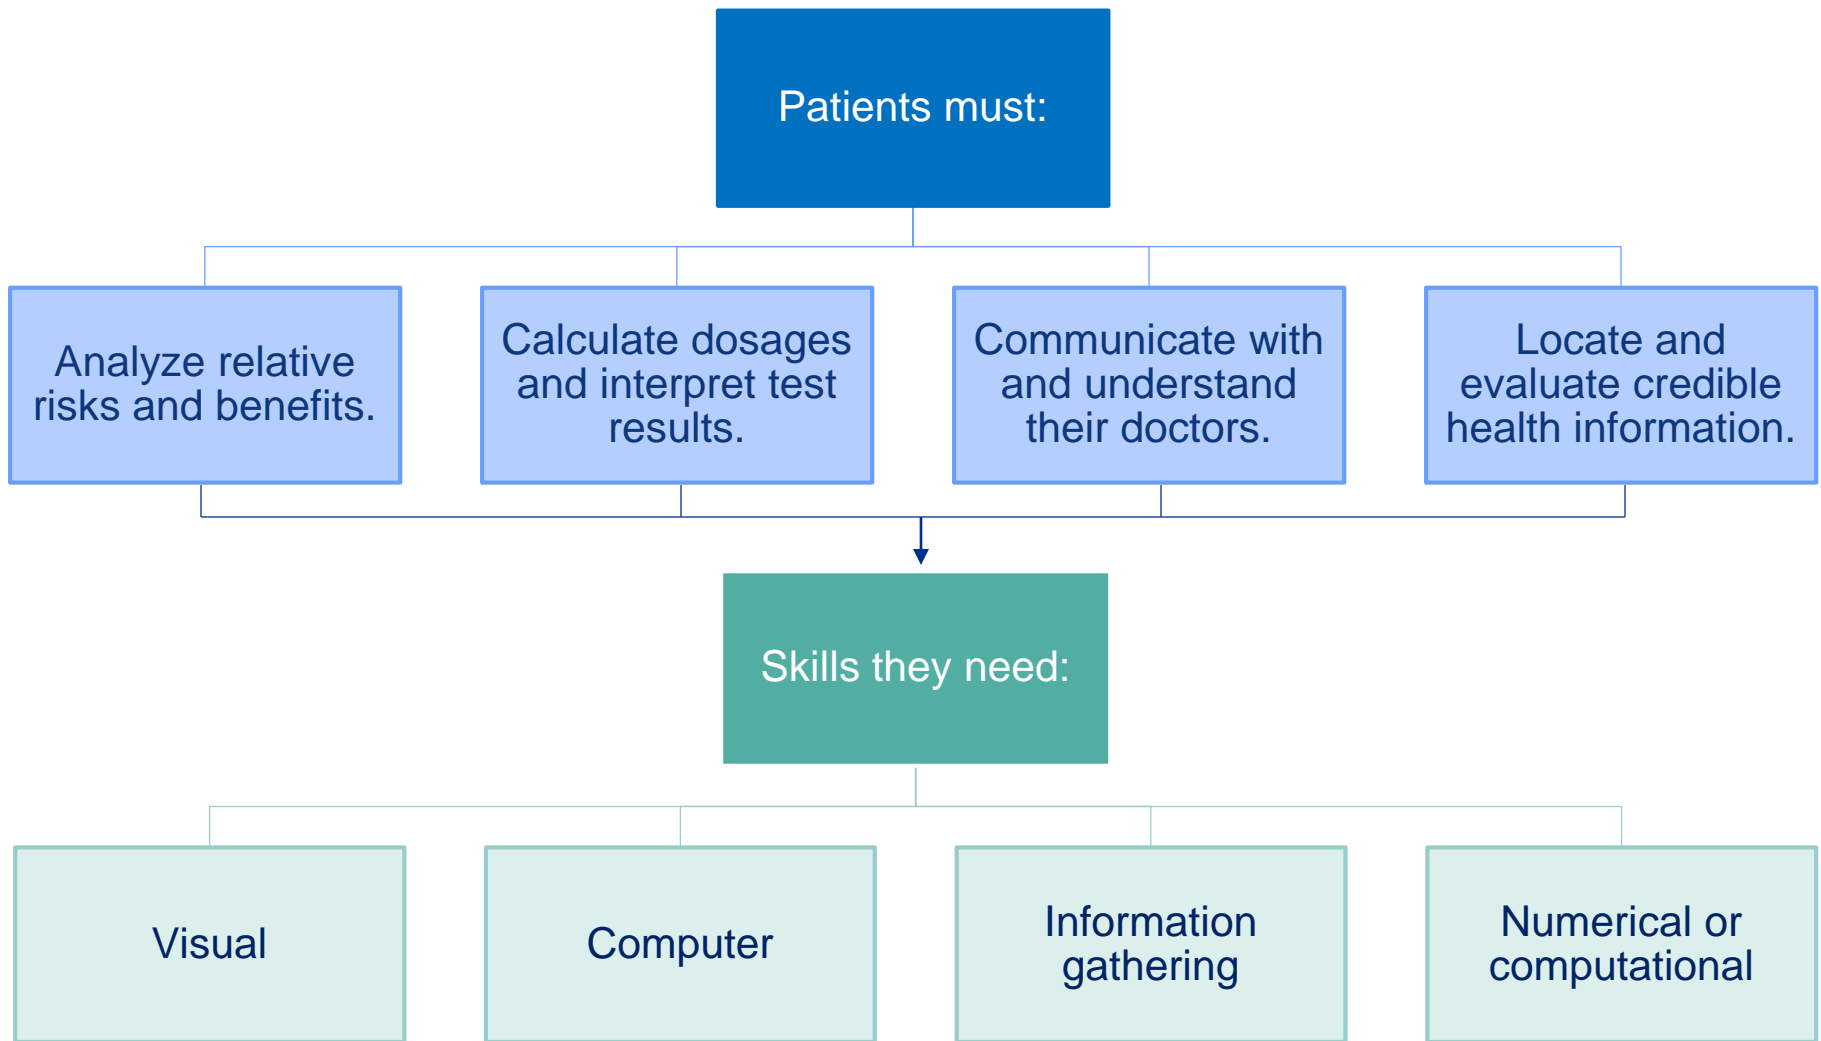 Patients must:
Analyze relative
risks and benefits.
Calculate dosages
and interpret test
results.
Communicate with
and understand
their doctors.
Locate and
evaluate credible
health information.
Skills they need:
Visual
Computer
Information
gathering
Numerical or
computational